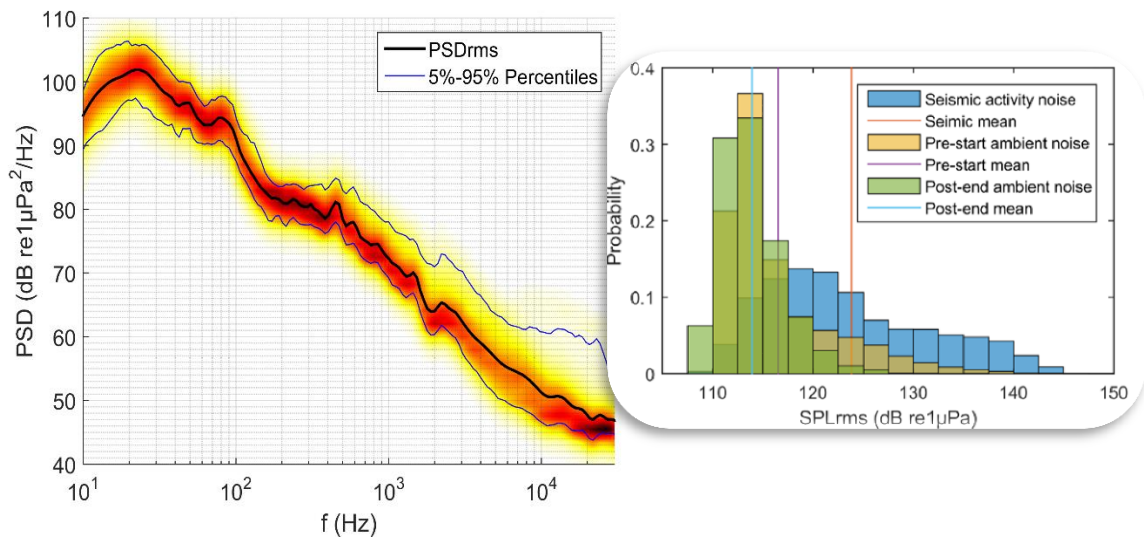 110
100
90
80
70
60
50
40
PSD (dB re1µPa²/Hz)
10¹
10²
10³
10⁴
f (Hz)
PSDrms
5%-95% Percentiles
0.4
0.3
0.2
0.1
0
Probability
110
120
130
140
150
SPLrms (dB re1µPa)
Seismic activity noise
Seimic mean
Pre-start ambient noise
Pre-start mean
Post-end ambient noise
Post-end mean